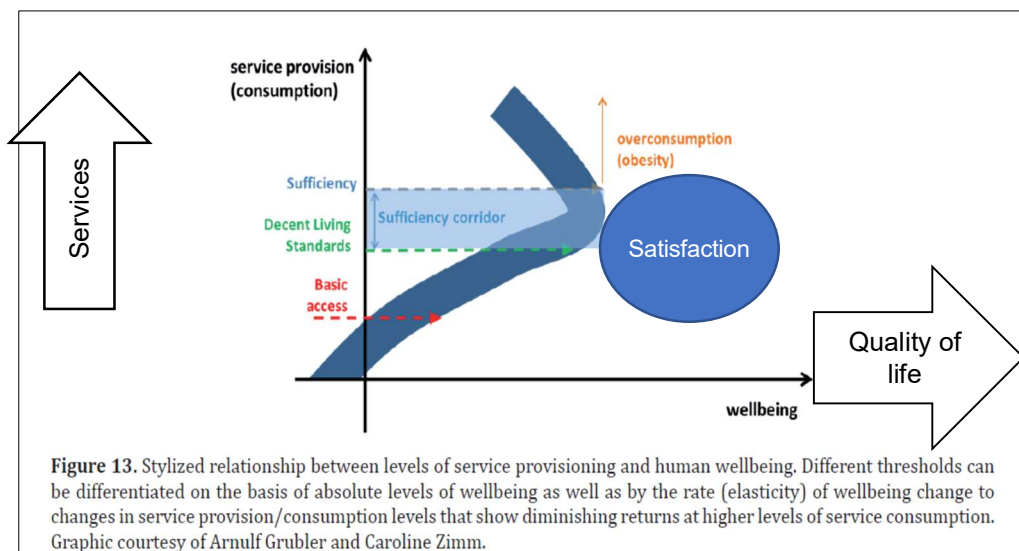 Services
service provision
(consumption)
overconsumption
(obesity)
Sufficiency
Sufficiency corridor
Decent Living
Standards
Satisfaction
Basic
access
Quality of
life
wellbeing
Figure 13. Stylized relationship between levels of service provisioning and human wellbeing. Different thresholds can
be differentiated on the basis of absolute levels of wellbeing as well as by the rate (elasticity) of wellbeing change to
changes in service provision/consumption levels that show diminishing returns at higher levels of service consumption.
Graphic courtesy of Arnulf Grubler and Caroline Zimm.